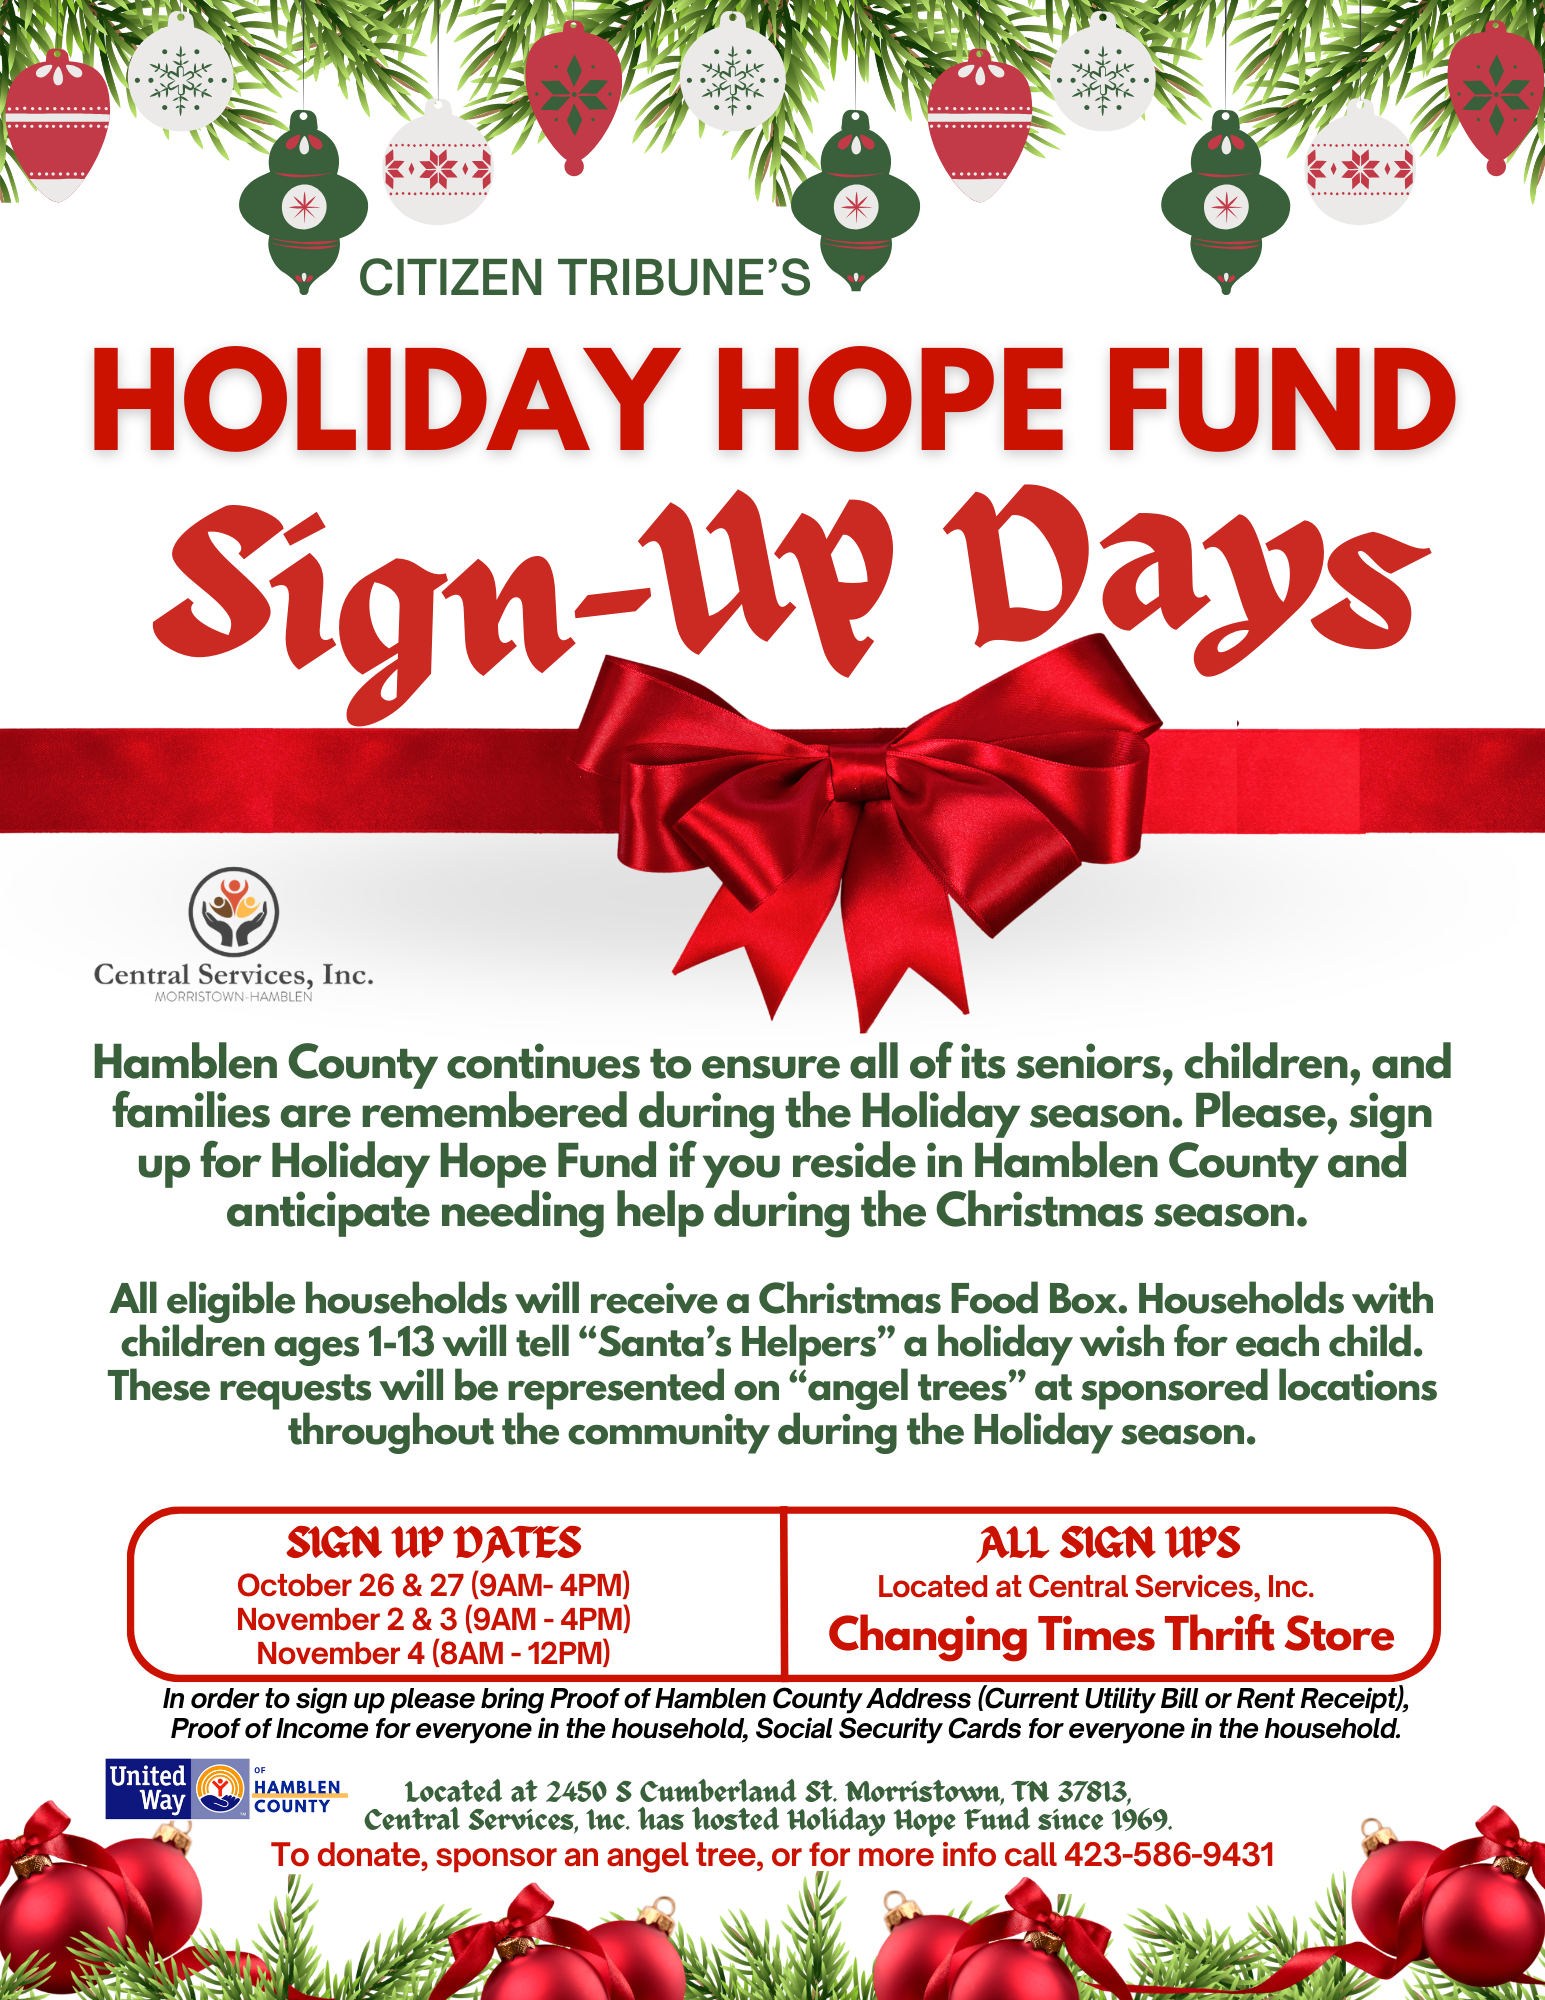 CITIZEN TRIBUNE'S
HOLIDAY HOPE FUND
Sign-Up Days
Central Services, Inc.
MORRISTOWN-HAMBLEN
Hamblen County continues to ensure all of its seniors, children, and
families are remembered during the Holiday season. Please, sign
up for Holiday Hope Fund if you reside in Hamblen County and
anticipate needing help during the Christmas season.
All eligible households will receive a Christmas Food Box. Households with
children ages 1-13 will tell “Santa’s Helpers” a holiday wish for each child.
These requests will be represented on “angel trees” at sponsored locations
throughout the community during the Holiday season.
SIGN UP DATES
October 26 & 27 (9AM- 4PM)
November 2 & 3 (9AM - 4PM)
November 4 (8AM - 12PM)
ALL SIGN UPS
Located at Central Services, Inc.
Changing Times Thrift Store
In order to sign up please bring Proof of Hamblen County Address (Current Utility Bill or Rent Receipt),
Proof of Income for everyone in the household, Social Security Cards for everyone in the household.
United
Way
OF
HAMBLEN
COUNTY
Located at 2450 S Cumberland St. Morristown, TN 37813,
Central Services, Inc. has hosted Holiday Hope Fund since 1969.
To donate, sponsor an angel tree, or for more info call 423-586-9431